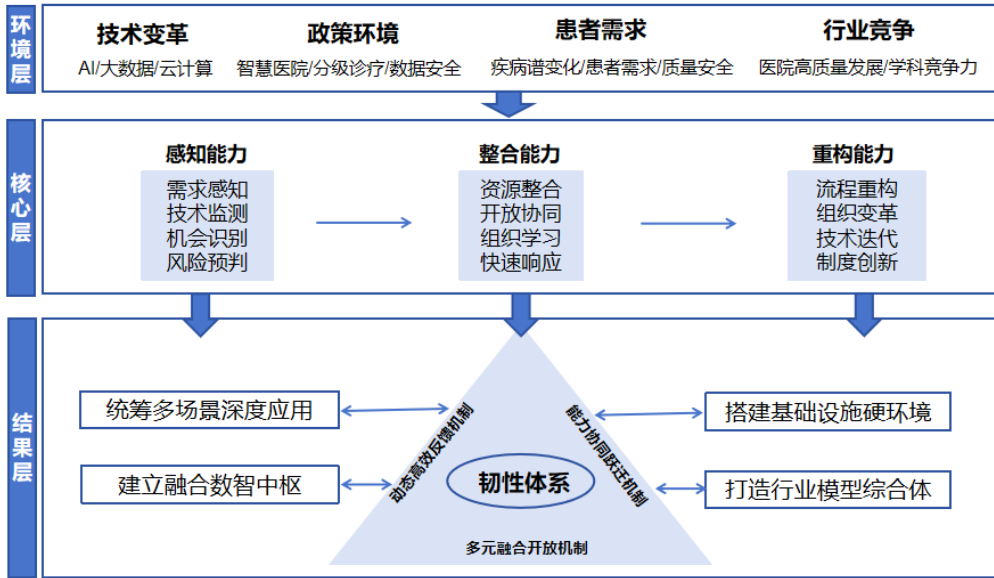 环境层
技术变革
AI/大数据/云计算
政策环境
智慧医院/分级诊疗/数据安全
患者需求
疾病谱变化/患者需求/质量安全
行业竞争
医院高质量发展/学科竞争力
核心层
感知能力
需求感知
技术监测
机会识别
风险预判
整合能力
资源整合
开放协同
组织学习
快速响应
重构能力
流程重构
组织变革
技术迭代
制度创新
结果层
统筹多场景深度应用
建立融合数智中枢
动态高效反馈机制
韧性体系
能力协同跃迁机制
多元融合开放机制
搭建基础设施硬环境
打造行业模型综合体